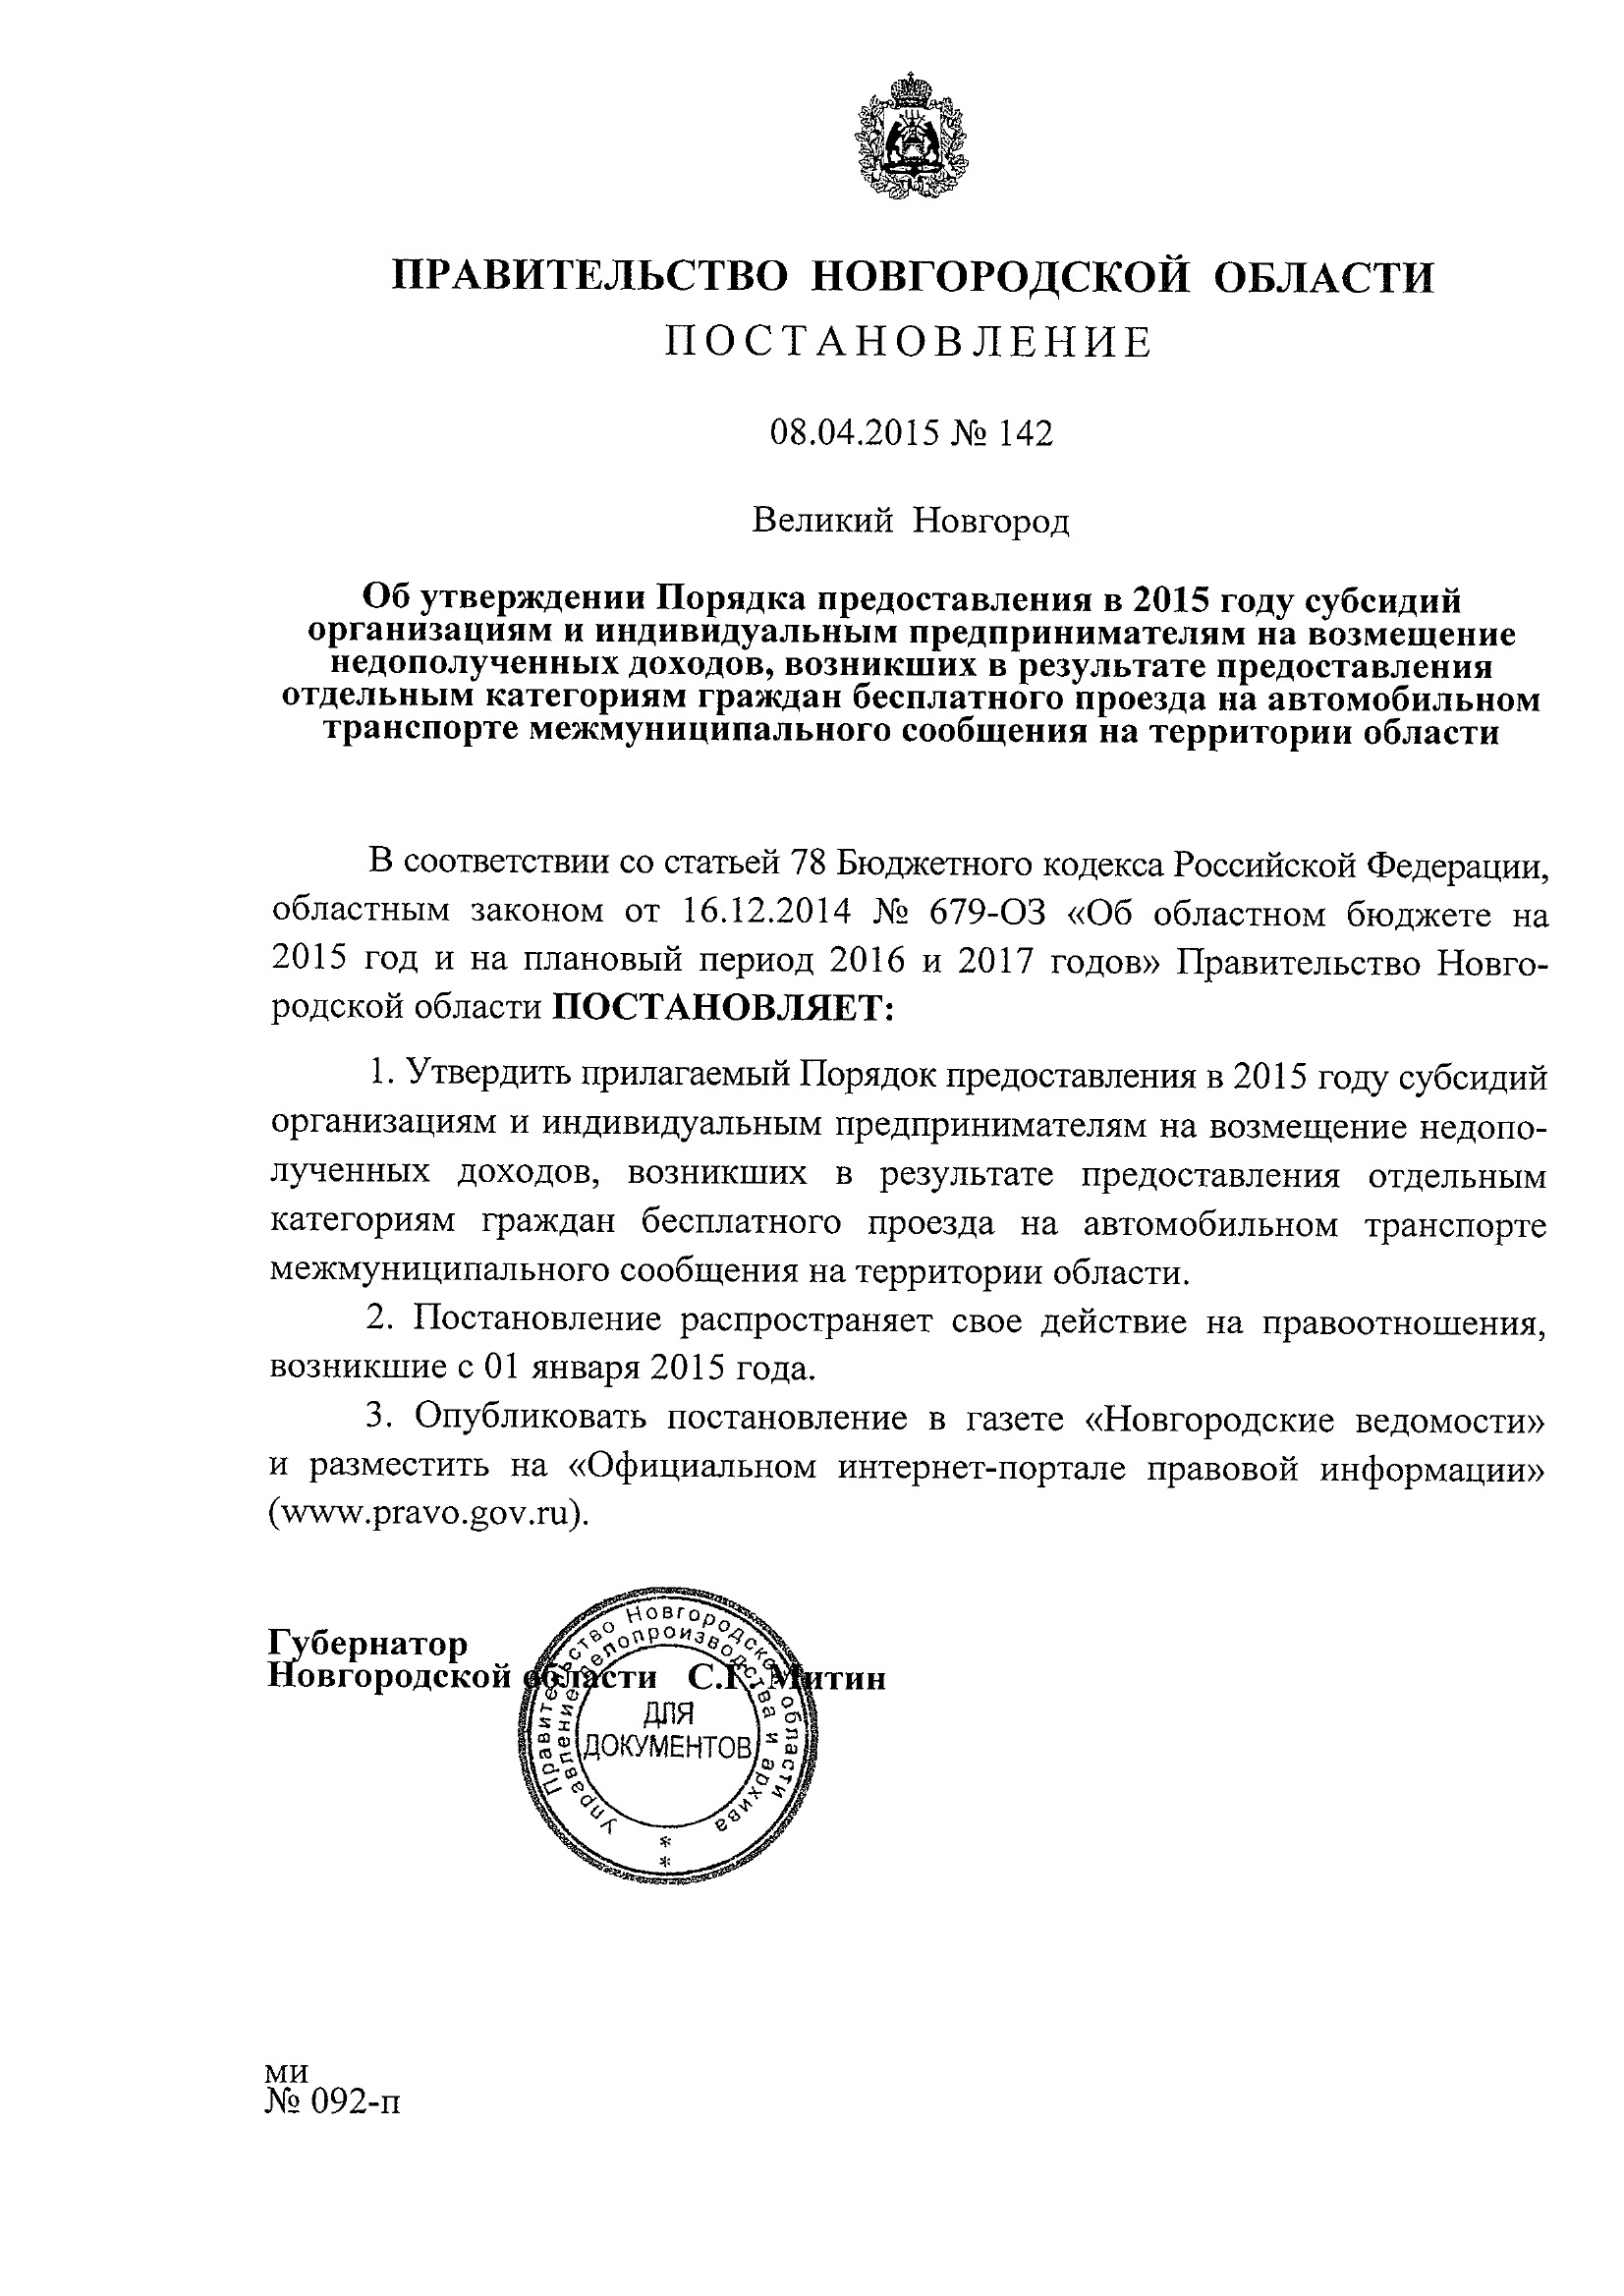 ПРАВИТЕЛЬСТВО НОВГОРОДСКОЙ ОБЛАСТИ
ПОСТАНОВЛЕНИЕ
08.04.2015 № 142
Великий Новгород
Об утверждении Порядка предоставления в 2015 году субсидий
организациям и индивидуальным предпринимателям на возмещение
недополученных доходов, возникших в результате предоставления
отдельным категориям граждан бесплатного проезда на автомобильном
транспорте межмуниципального сообщения на территории области
В соответствии со статьей 78 Бюджетного кодекса Российской Федерации,
областным законом от 16.12.2014 № 679-ОЗ «Об областном бюджете на
2015 год и на плановый период 2016 и 2017 годов» Правительство Новго-
родской области ПОСТАНОВЛЯЕТ:
1. Утвердить прилагаемый Порядок предоставления в 2015 году субсидий
организациям и индивидуальным предпринимателям на возмещение недопо-
лученных доходов, возникших в результате предоставления отдельным
категориям граждан бесплатного проезда на автомобильном транспорте
межмуниципального сообщения на территории области.
2. Постановление распространяет свое действие на правоотношения,
возникшие с 01 января 2015 года.
3. Опубликовать постановление в газете «Новгородские ведомости»
и разместить на «Официальном интернет-портале правовой информации»
(www.pravo.gov.ru).
Губернатор
Новгородской области С.Г. Митин
Правительство Новгородской области
Управление делопроизводства и архива
ДЛЯ
ДОКУМЕНТОВ
*
*
ми
№ 092-п